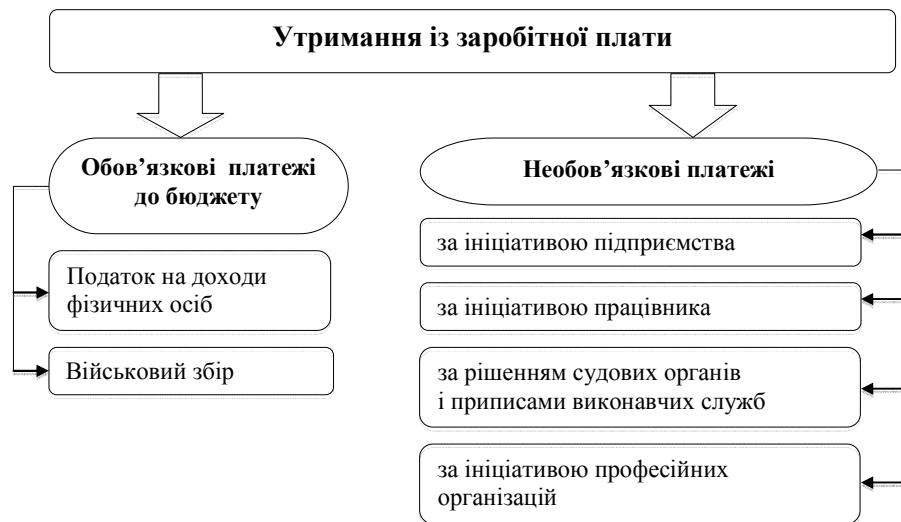 Утримання із заробітної плати
Обов’язкові платежі
до бюджету
Податок на доходи
фізичних осіб
Військовий збір
Необов’язкові платежі
за ініціативою підприємства
за ініціативою працівника
за рішенням судових органів
і приписами виконавчих служб
за ініціативою професійних
організацій